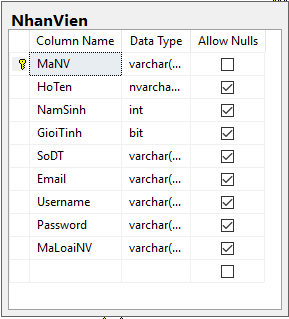 NhanVien
Column Name Data Type Allow Nulls
MaNV varchar(...
HoTen nvarcha...
NamSinh int
GioiTinh bit
SoDT varchar(...
Email varchar(...
Username varchar(...
Password varchar(...
MaLoaiNV varchar(...